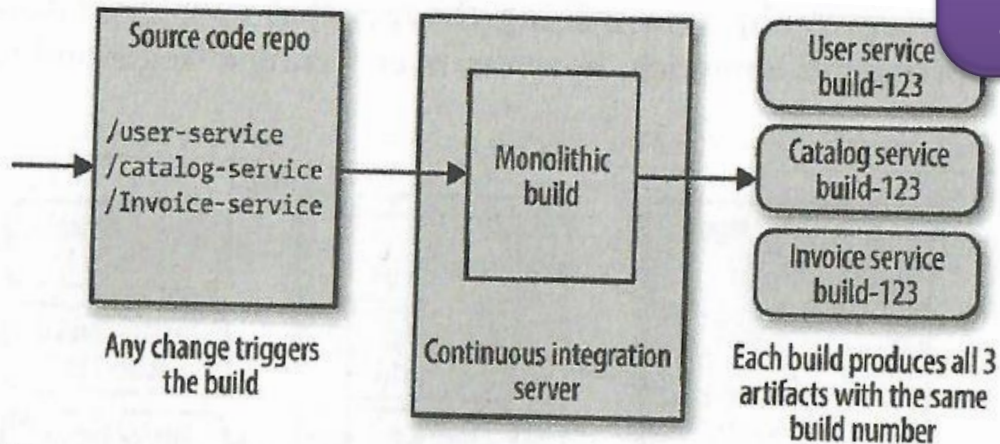 Source code repo
/user-service
/catalog-service
/Invoice-service
Any change triggers
the build
Monolithic
build
Continuous integration
server
User service
build-123
Catalog service
build-123
Invoice service
build-123
Each build produces all 3
artifacts with the same
build number